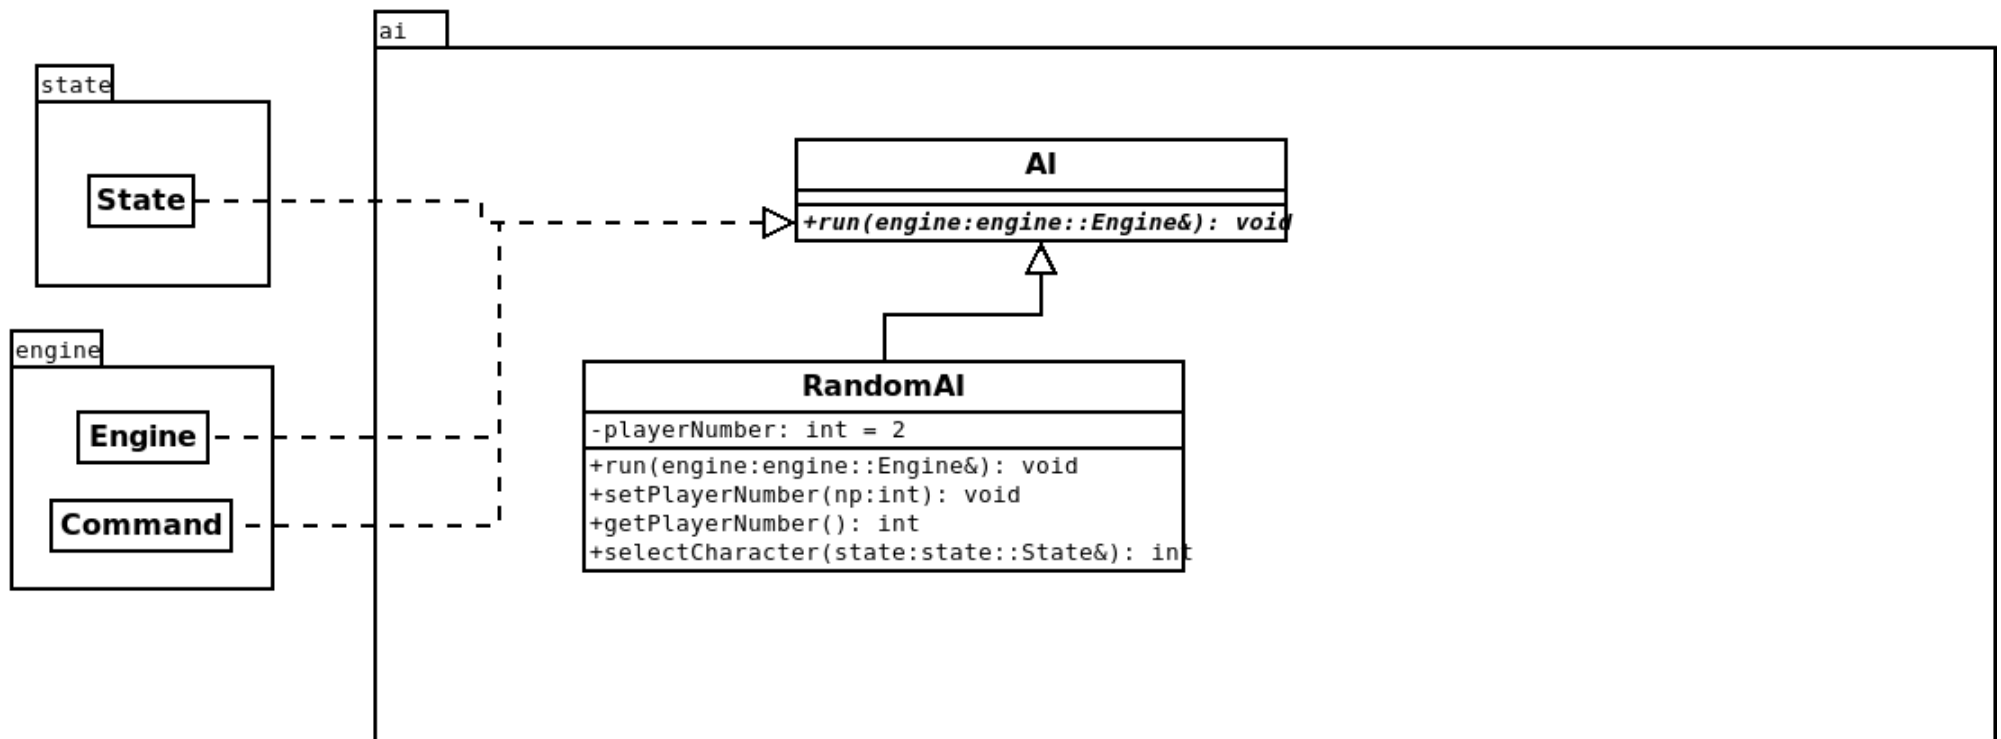 ai
state
State
AI
+run(engine:engine::Engine&): void
engine
Engine
Command
RandomAI
-playerNumber: int = 2
+run(engine:engine::Engine&): void
+setPlayerNumber(np:int): void
+getPlayerNumber(): int
+selectCharacter(state:state::State&): int